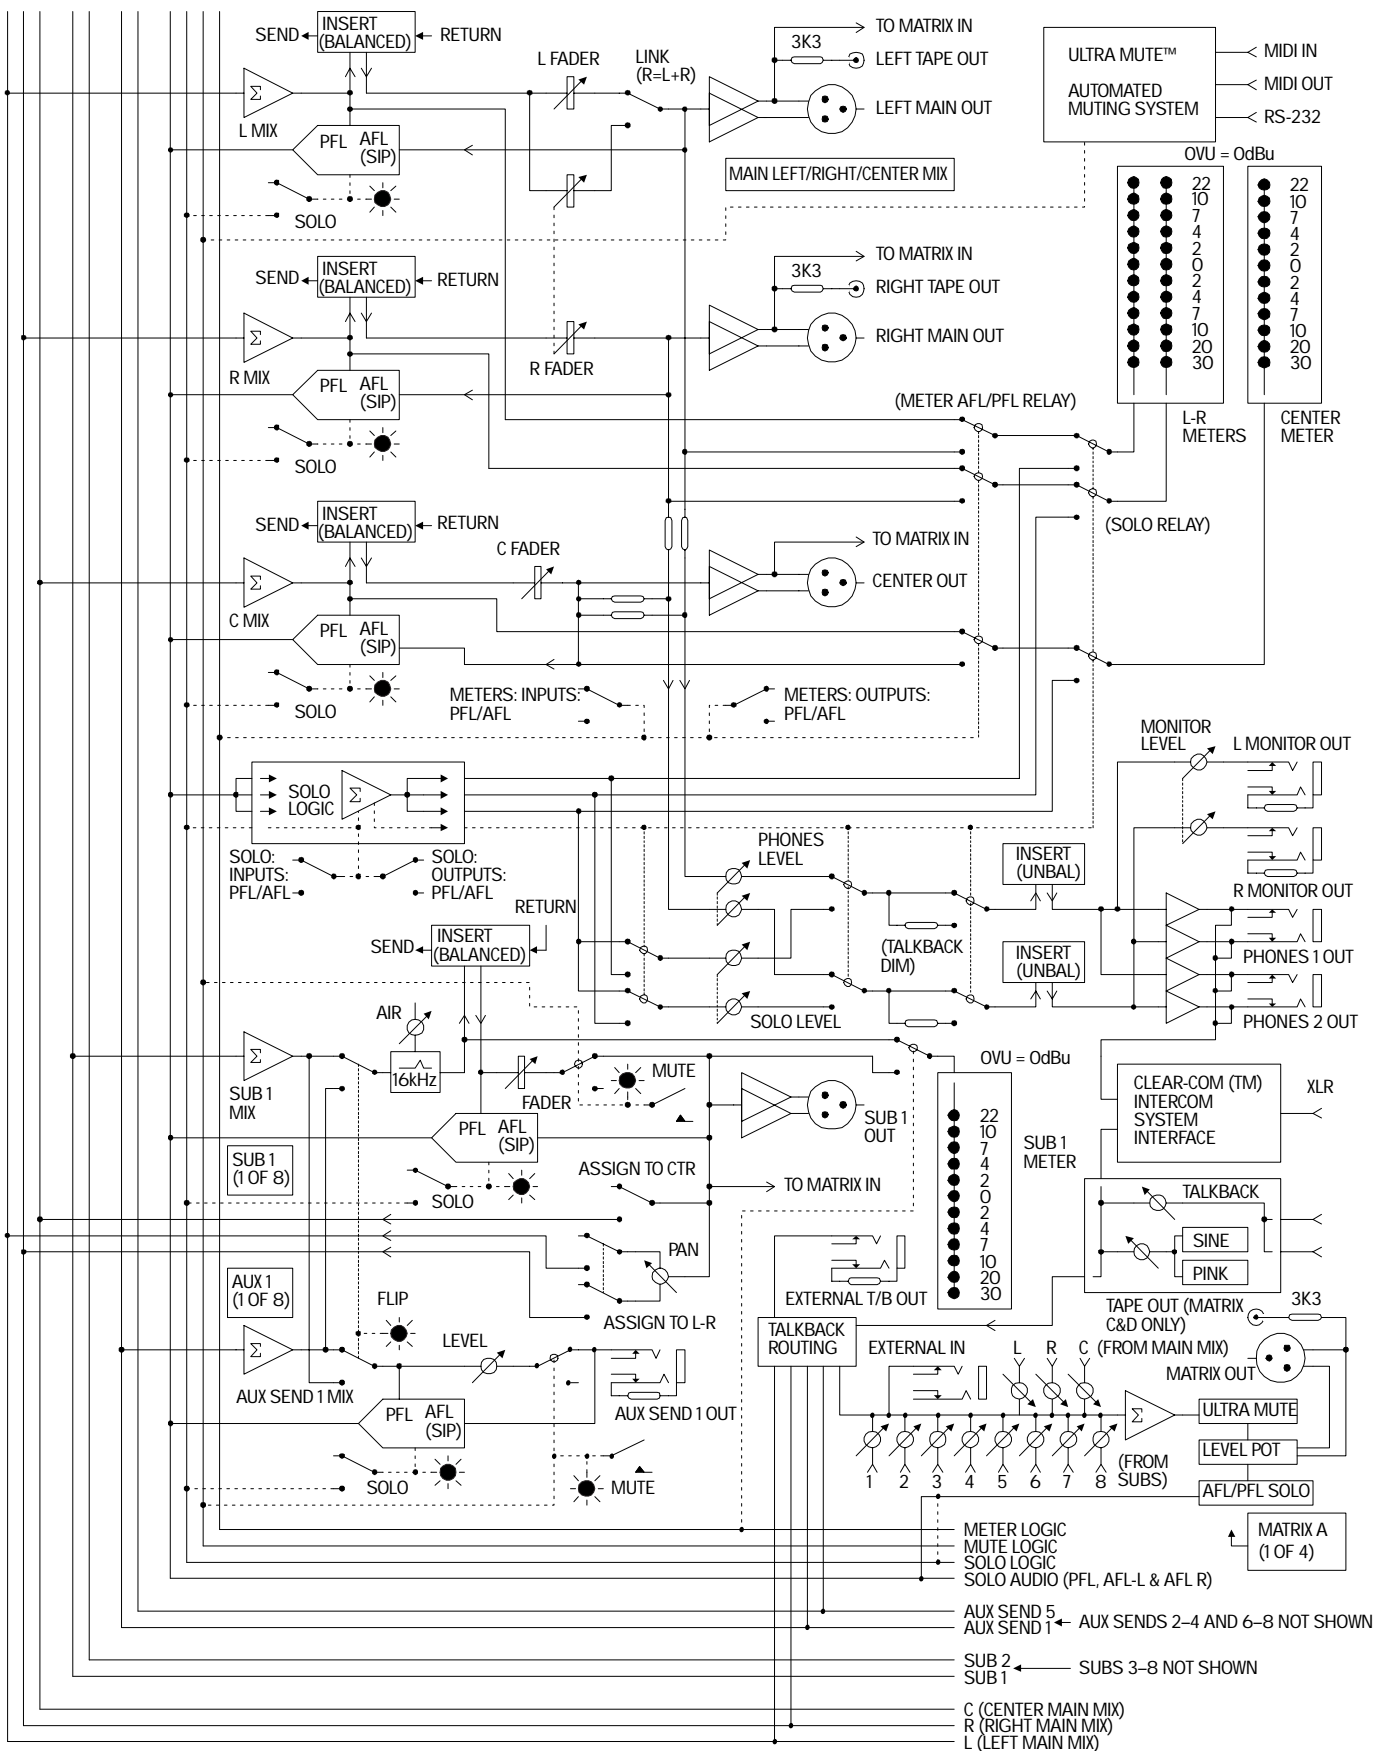 SEND
INSERT
(BALANCED)
RETURN
L FADER
LINK
(R=L+R)
3K3
TO MATRIX IN
LEFT TAPE OUT
LEFT MAIN OUT
Σ
L MIX
PFL AFL
(SIP)
SOLO
ULTRA MUTE™
AUTOMATED
MUTING SYSTEM
MIDI IN
MIDI OUT
RS-232
MAIN LEFT/RIGHT/CENTER MIX
OVU = OdBu
22
10
7
4
2
0
2
4
7
10
20
30
22
10
7
4
2
0
2
4
7
10
20
30
L-R
METERS
CENTER
METER
SEND
INSERT
(BALANCED)
RETURN
3K3
TO MATRIX IN
RIGHT TAPE OUT
RIGHT MAIN OUT
Σ
R MIX
R FADER
PFL AFL
(SIP)
SOLO
(METER AFL/PFL RELAY)
(SOLO RELAY)
SEND
INSERT
(BALANCED)
RETURN
C FADER
TO MATRIX IN
CENTER OUT
Σ
C MIX
PFL AFL
(SIP)
SOLO
METERS: INPUTS:
PFL/AFL
METERS: OUTPUTS:
PFL/AFL
SOLO
LOGIC
Σ
SOLO:
INPUTS:
PFL/AFL
SOLO:
OUTPUTS:
PFL/AFL
PHONES
LEVEL
SOLO LEVEL
(TALKBACK
DIM)
INSERT
(UNBAL)
INSERT
(UNBAL)
MONITOR
LEVEL
L MONITOR OUT
R MONITOR OUT
PHONES 1 OUT
PHONES 2 OUT
RETURN
SEND
INSERT
(BALANCED)
AIR
16kHz
Σ
SUB 1
MIX
FADER
MUTE
PFL AFL
(SIP)
SOLO
SUB 1
(1 OF 8)
SUB 1
OUT
ASSIGN TO CTR
TO MATRIX IN
PAN
ASSIGN TO L-R
OVU = OdBu
22
10
7
4
2
0
2
4
7
10
20
30
SUB 1
METER
CLEAR-COM (TM)
INTERCOM
SYSTEM
INTERFACE
XLR
TALKBACK
SINE
PINK
AUX 1
(1 OF 8)
FLIP
LEVEL
Σ
AUX SEND 1 MIX
AUX SEND 1 OUT
PFL AFL
(SIP)
SOLO
MUTE
EXTERNAL T/B OUT
TALKBACK
ROUTING
EXTERNAL IN
L R C (FROM MAIN MIX)
TAPE OUT (MATRIX
C&D ONLY)
3K3
MATRIX OUT
Σ
1 2 3 4 5 6 7 8
(FROM
SUBS)
ULTRA MUTE
LEVEL POT
AFL/PFL SOLO
MATRIX A
(1 OF 4)
METER LOGIC
MUTE LOGIC
SOLO LOGIC
SOLO AUDIO (PFL, AFL-L & AFL R)
AUX SEND 5
AUX SEND 1
AUX SENDS 2–4 AND 6–8 NOT SHOWN
SUB 2
SUB 1
SUBS 3–8 NOT SHOWN
C (CENTER MAIN MIX)
R (RIGHT MAIN MIX)
L (LEFT MAIN MIX)